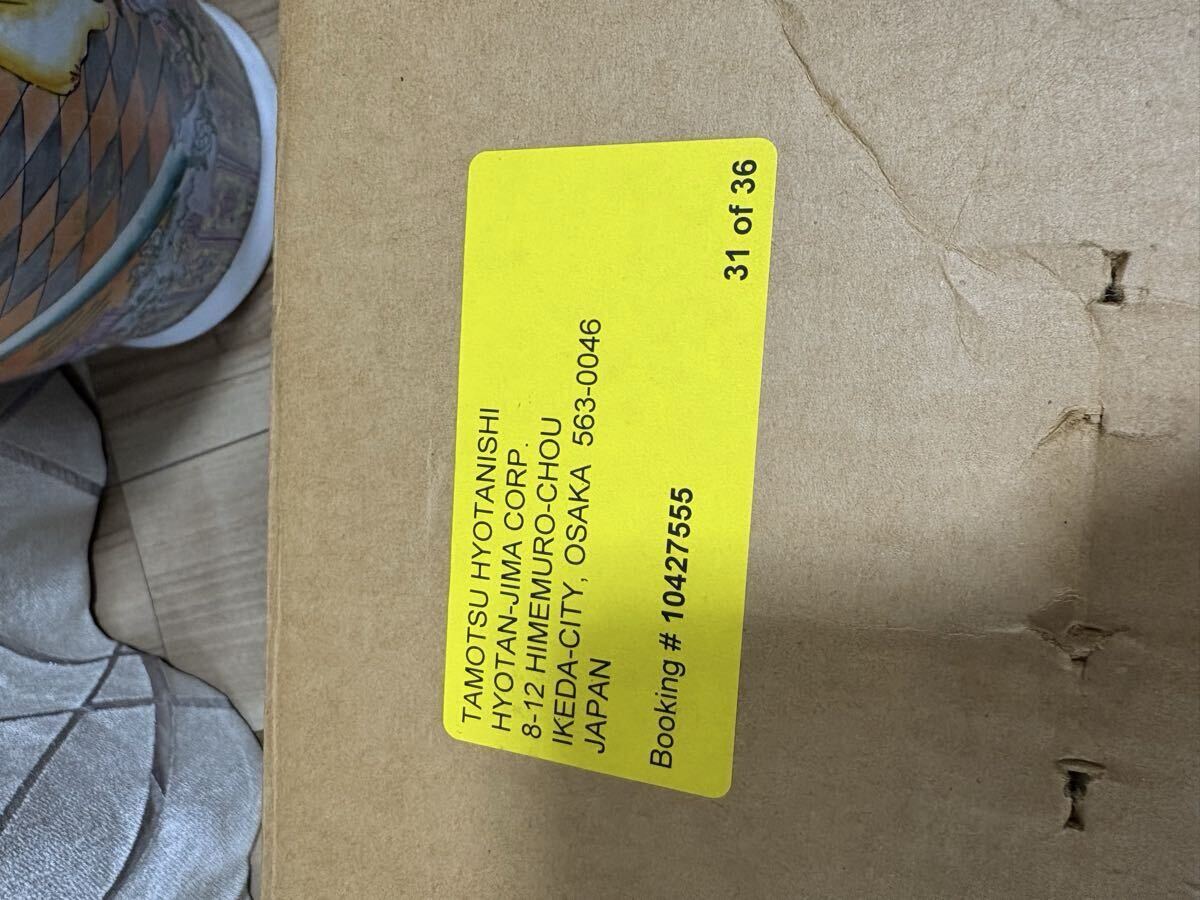 TAMOTSU HYOTANISHI
HYOTAN-JIMA CORP.
8-12 HIMEMURO-CHOU
IKEDA-CITY, OSAKA 563-0046
JAPAN
Booking # 10427555
31 of 36